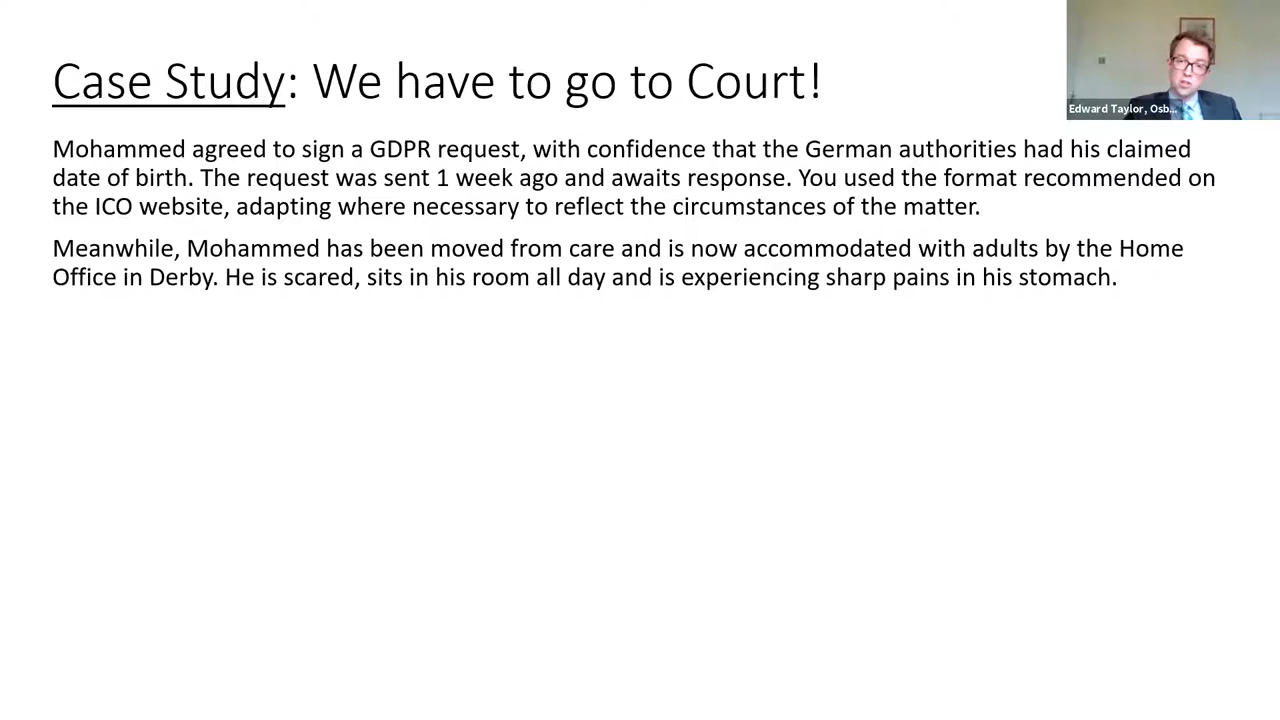 Case Study: We have to go to Court!
Edward Taylor, Osb...
Mohammed agreed to sign a GDPR request, with confidence that the German authorities had his claimed
date of birth. The request was sent 1 week ago and awaits response. You used the format recommended on
the ICO website, adapting where necessary to reflect the circumstances of the matter.
Meanwhile, Mohammed has been moved from care and is now accommodated with adults by the Home
Office in Derby. He is scared, sits in his room all day and is experiencing sharp pains in his stomach.